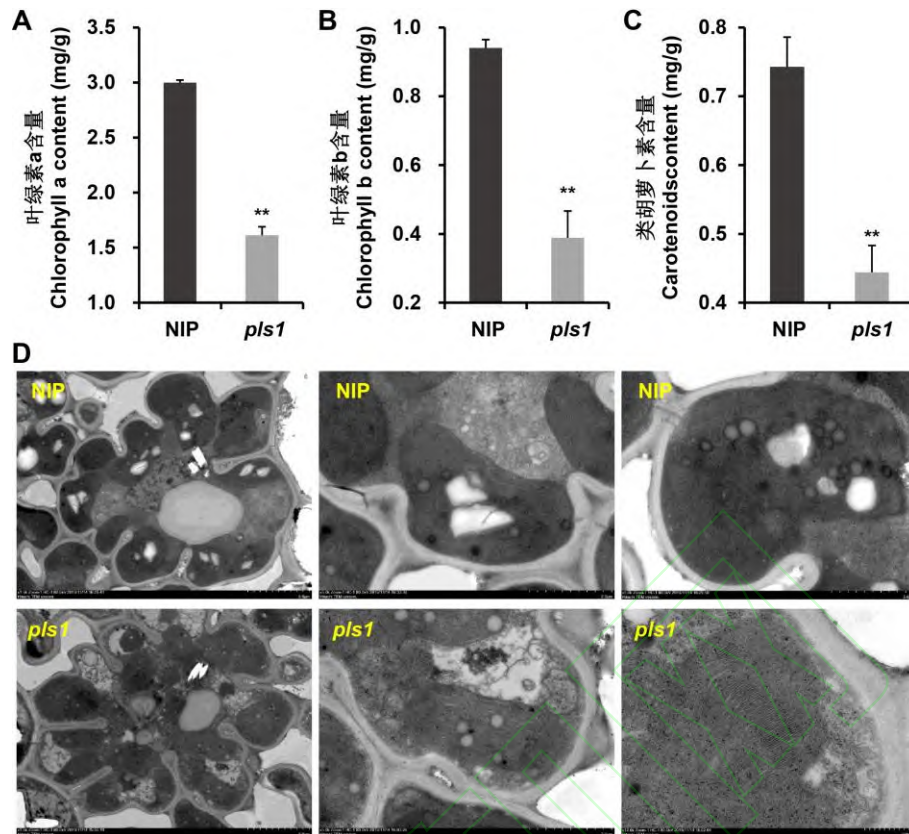 A
叶绿素a含量
Chlorophyll a content (mg/g)
3.5
3.0
2.5
2.0
1.5
1.0
**
NIP
pls1
B
叶绿素b含量
Chlorophyll b content (mg/g)
1.0
0.8
0.6
0.4
0.2
**
NIP
pls1
C
类胡萝卜素含量
Carotenoidscontent (mg/g)
0.8
0.7
0.6
0.5
0.4
**
NIP
pls1
D
NIP
NIP
NIP
pls1
pls1
pls1